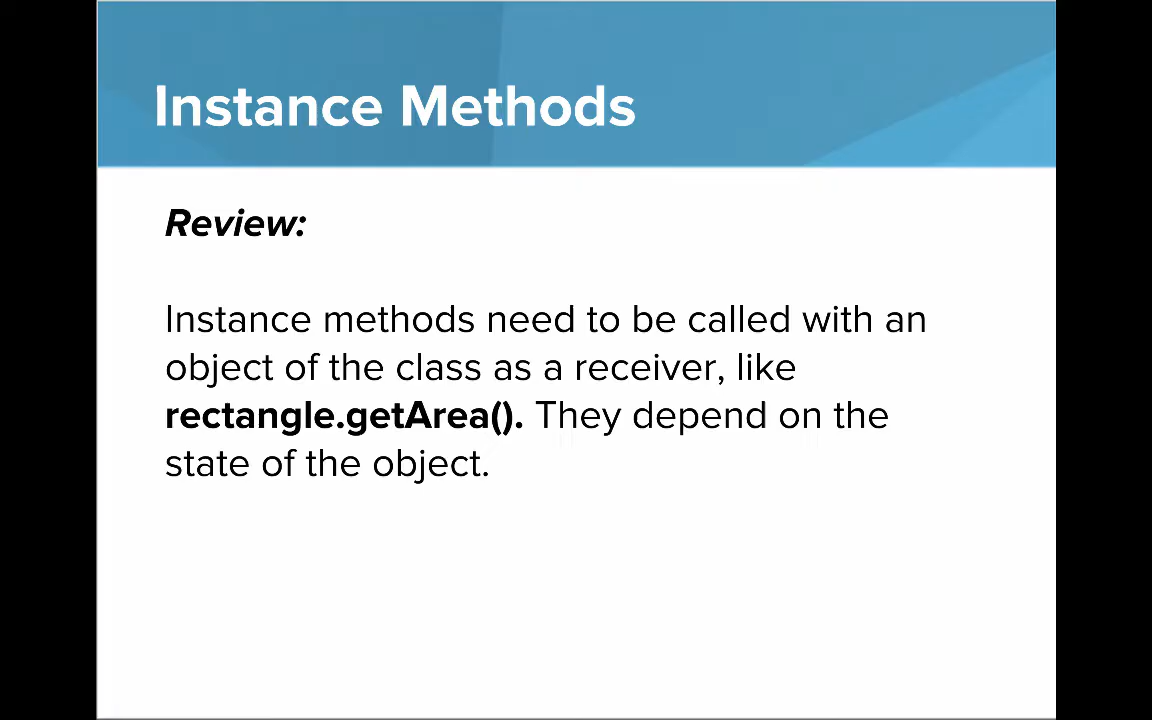 Instance Methods
Review:
Instance methods need to be called with an
object of the class as a receiver, like
rectangle.getArea(). They depend on the
state of the object.